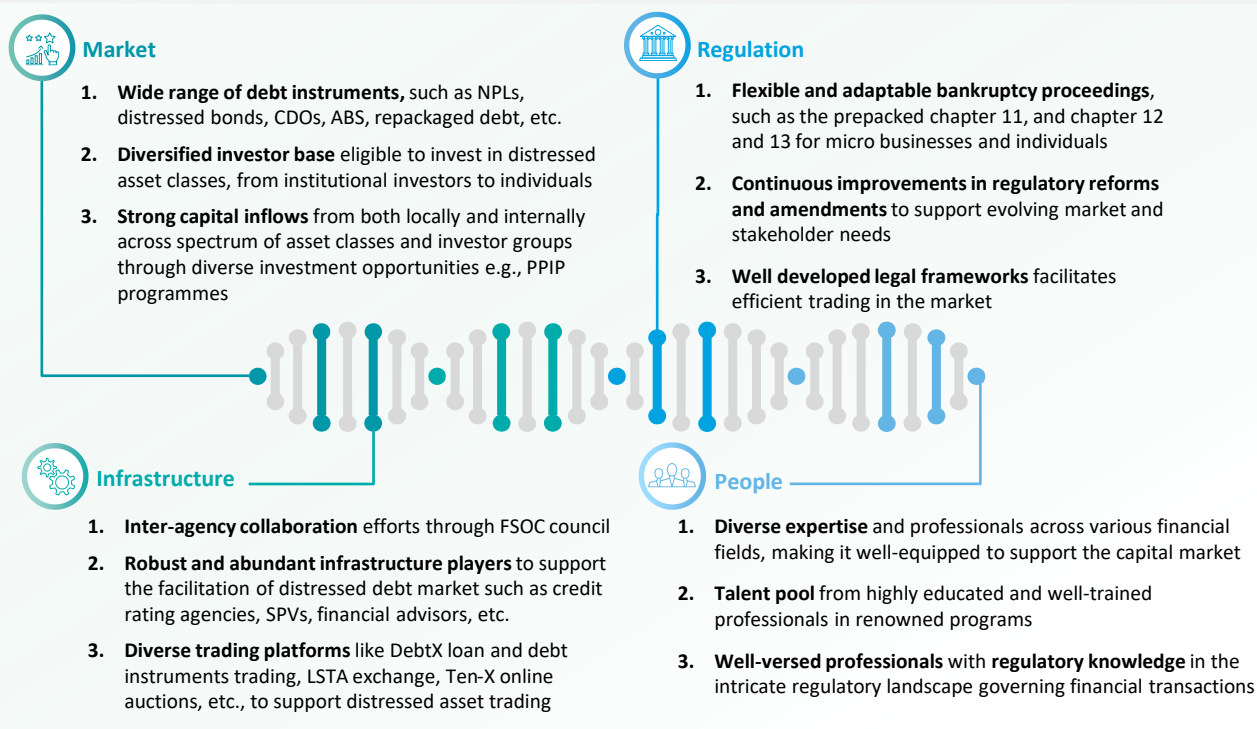 Market
1. Wide range of debt instruments, such as NPLs,
distressed bonds, CDOs, ABS, repackaged debt, etc.
2. Diversified investor base eligible to invest in distressed
asset classes, from institutional investors to individuals
3. Strong capital inflows from both locally and internally
across spectrum of asset classes and investor groups
through diverse investment opportunities e.g., PPIP
programmes
Regulation
1. Flexible and adaptable bankruptcy proceedings,
such as the prepacked chapter 11, and chapter 12
and 13 for micro businesses and individuals
2. Continuous improvements in regulatory reforms
and amendments to support evolving market and
stakeholder needs
3. Well developed legal frameworks facilitates
efficient trading in the market
Infrastructure
1. Inter-agency collaboration efforts through FSOC council
2. Robust and abundant infrastructure players to support
the facilitation of distressed debt market such as credit
rating agencies, SPVs, financial advisors, etc.
3. Diverse trading platforms like DebtX loan and debt
instruments trading, LSTA exchange, Ten-X online
auctions, etc., to support distressed asset trading
People
1. Diverse expertise and professionals across various financial
fields, making it well-equipped to support the capital market
2. Talent pool from highly educated and well-trained
professionals in renowned programs
3. Well-versed professionals with regulatory knowledge in the
intricate regulatory landscape governing financial transactions